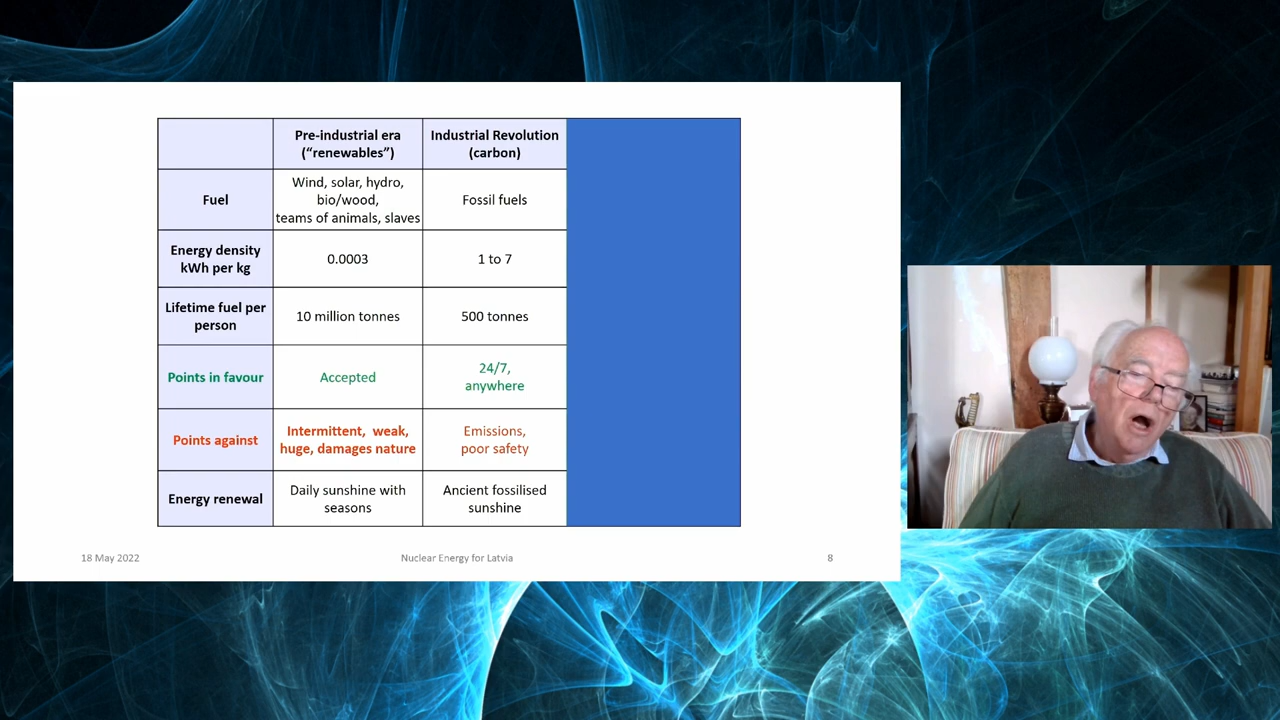 Pre-industrial era
(“renewables”)
Industrial Revolution
(carbon)
Fuel
Wind, solar, hydro,
bio/wood,
teams of animals, slaves
Fossil fuels
Energy density
kWh per kg
0.0003
1 to 7
Lifetime fuel per
person
10 million tonnes
500 tonnes
Points in favour
Accepted
24/7,
anywhere
Points against
Intermittent, weak,
huge, damages nature
Emissions,
poor safety
Energy renewal
Daily sunshine with
seasons
Ancient fossilised
sunshine
18 May 2022
Nuclear Energy for Latvia
8